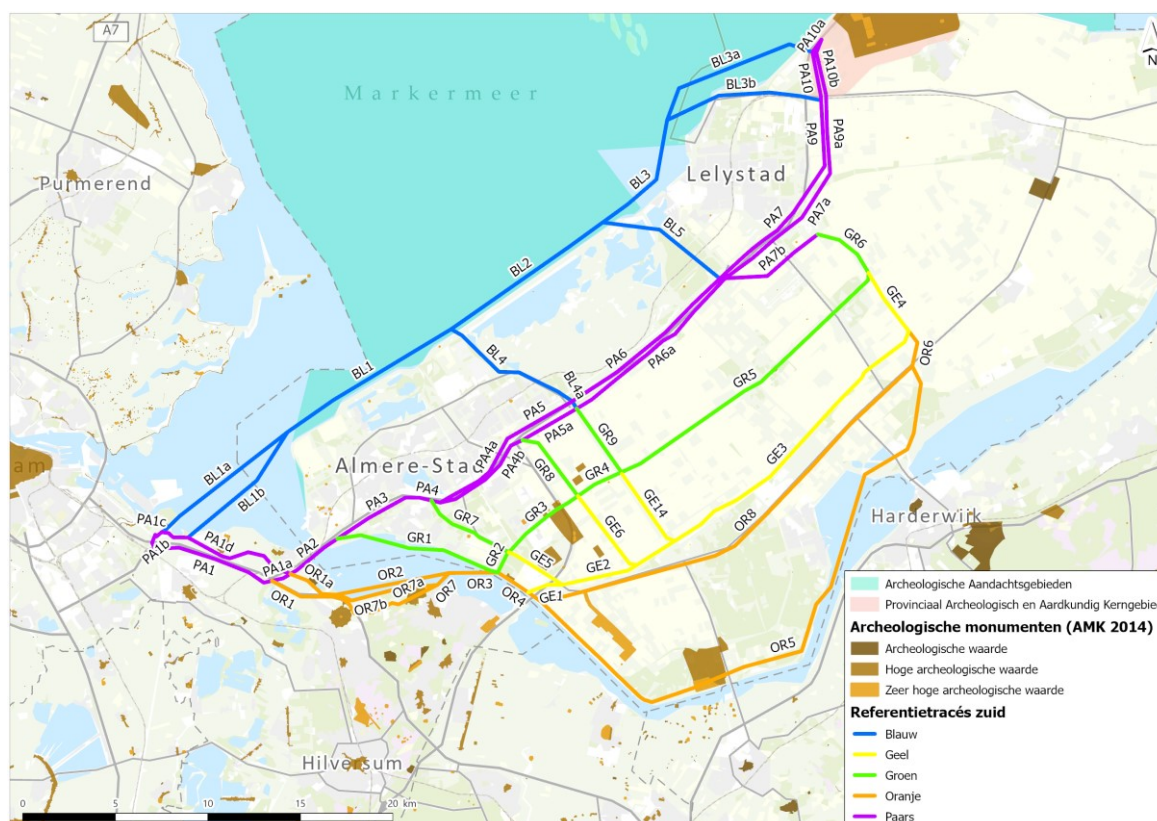 A7
N
Markermeer
PA10a
BL3a
PA10b
PA10
BL3b
PA9
PA9a
Purmerend
Lelystad
BL3
PA7
PA7a
BL5
GR6
BL2
PA7b
GE4
BL4
PA6
PA6a
OR6
BL1
BL4a
GR5
PA5
PA5a
GR9
PA4a
PA4b
BL1a
Almere-Stad
GR8
GR4
GE3
BL1b
PA3
PA4
GE14
OR8
Harderwijk
PA1c
GR7
GR3
GE6
PA1b
PA1d
PA2
GR1
GR2
GE5
GE2
PA1
PA1a
OR1a
OR2
OR3
OR1
OR7b
OR7a
OR7
OR4
GE1
OR5
Hilversum
0 5 10 15 20 km
Archeologische Aandachtsgebieden
Provinciaal Archeologisch en Aardkundig Kerngebie
Archeologische monumenten (AMK 2014)
Archeologische waarde
Hoge archeologische waarde
Zeer hoge archeologische waarde
Referentietracés zuid
Blauw
Geel
Groen
Oranje
Paars